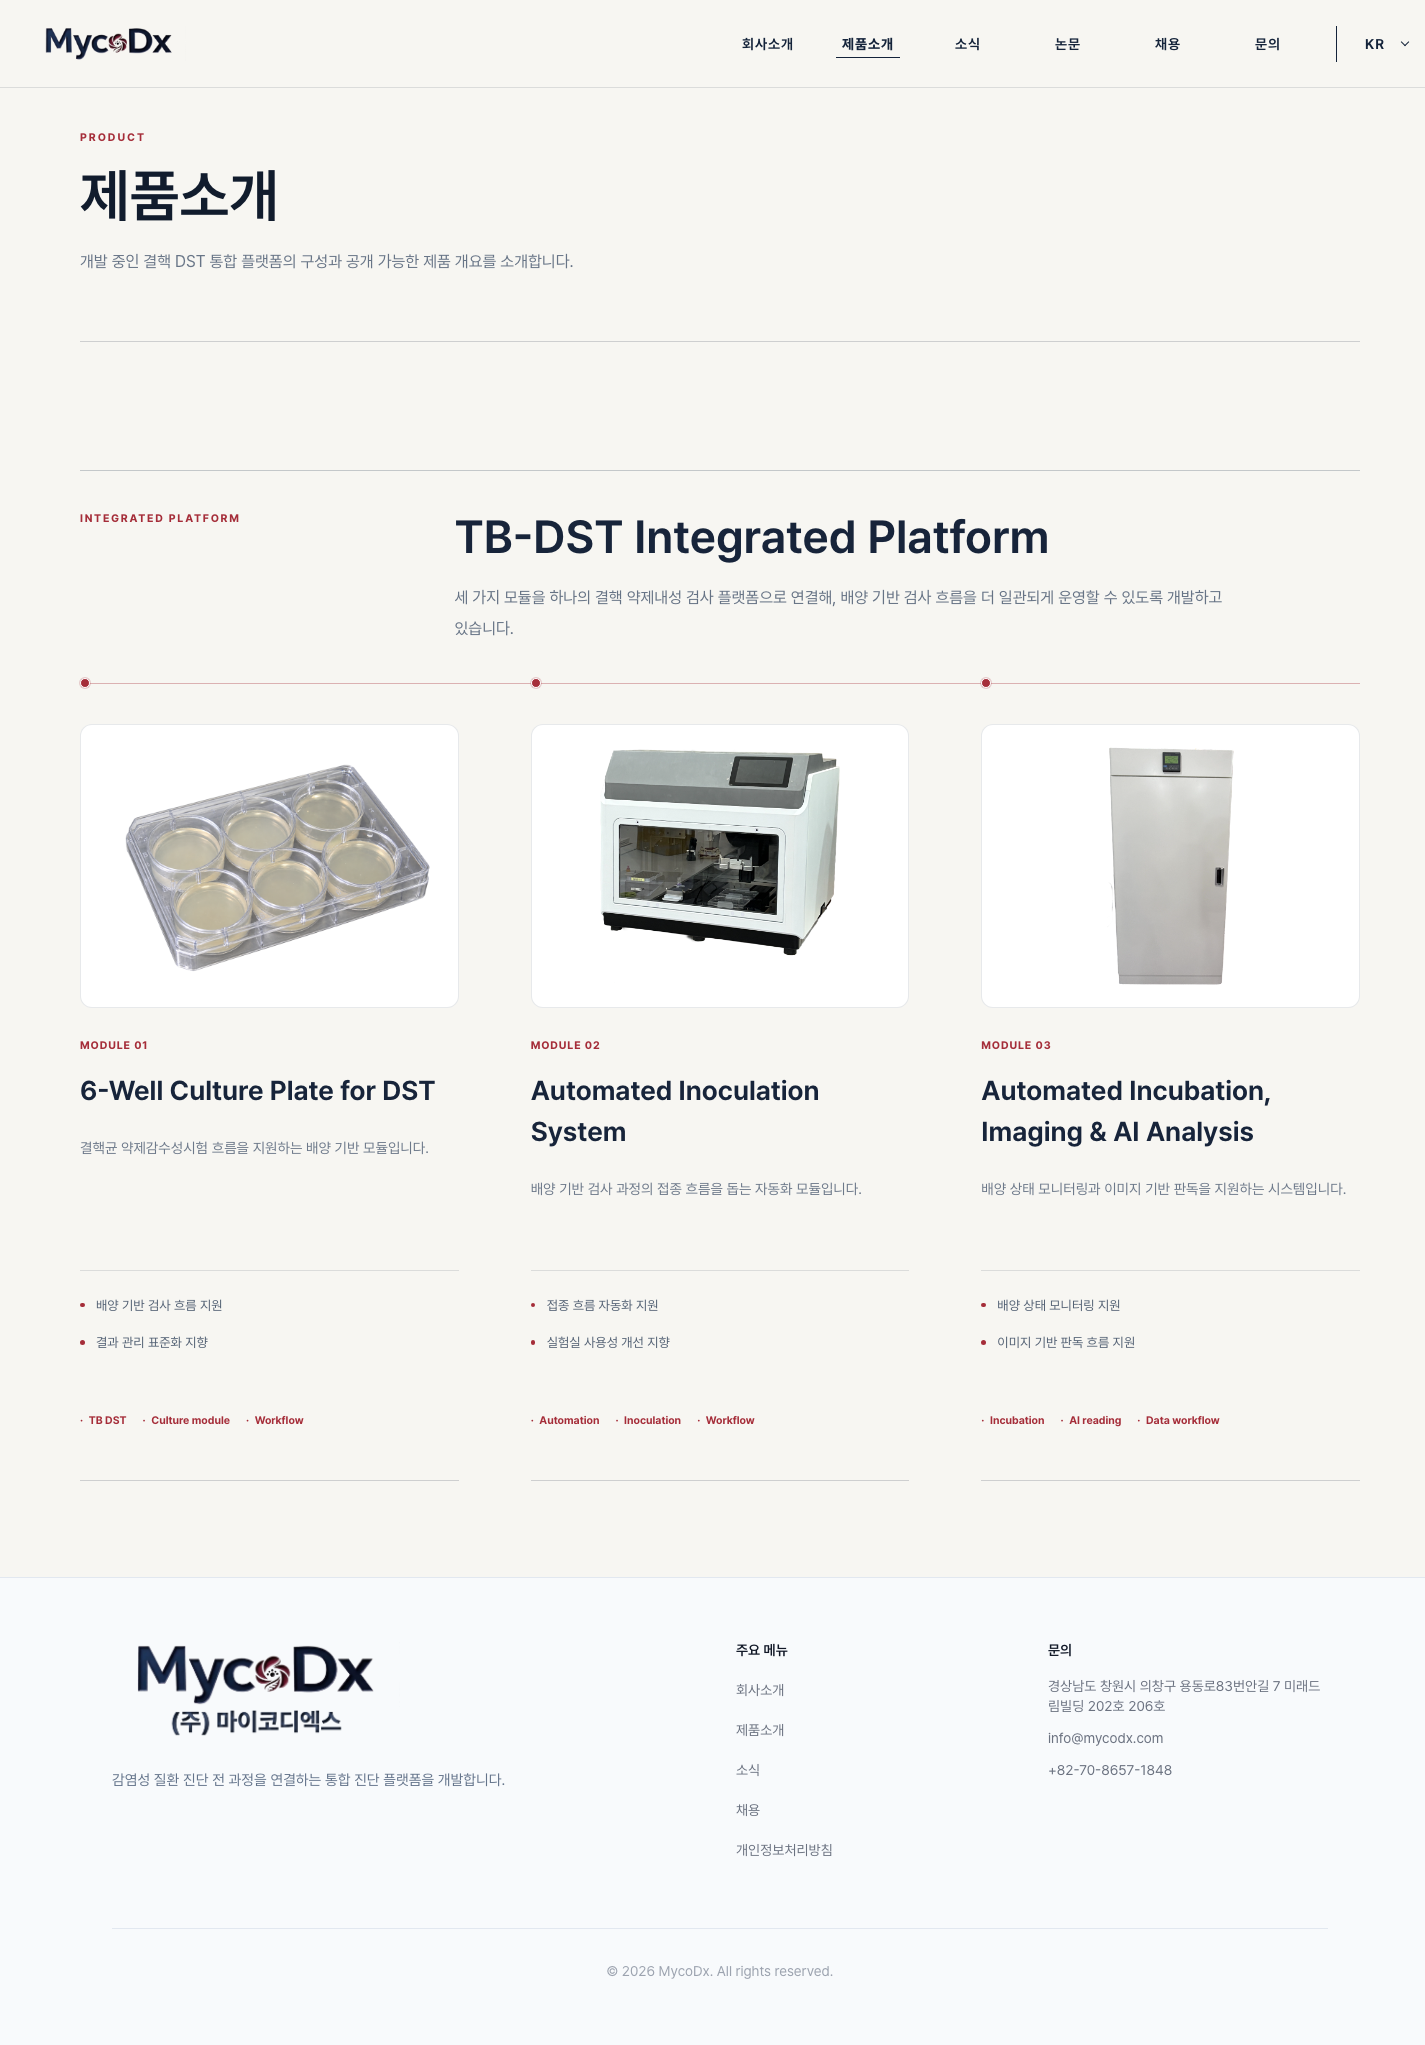 MycoDx
회사소개
제품소개
소식
논문
채용
문의
KR
PRODUCT
제품소개
개발 중인 결핵 DST 통합 플랫폼의 구성과 공개 가능한 제품 개요를 소개합니다.
INTEGRATED PLATFORM
TB-DST Integrated Platform
세 가지 모듈을 하나의 결핵 약제내성 검사 플랫폼으로 연결해, 배양 기반 검사 흐름을 더 일관되게 운영할 수 있도록 개발하고
있습니다.
MODULE 01
6-Well Culture Plate for DST
결핵균 약제감수성시험 흐름을 지원하는 배양 기반 모듈입니다.
배양 기반 검사 흐름 지원
결과 관리 표준화 지향
· TB DST · Culture module · Workflow
MODULE 02
Automated Inoculation
System
배양 기반 검사 과정의 접종 흐름을 돕는 자동화 모듈입니다.
접종 흐름 자동화 지원
실험실 사용성 개선 지향
· Automation · Inoculation · Workflow
MODULE 03
Automated Incubation,
Imaging & AI Analysis
배양 상태 모니터링과 이미지 기반 판독을 지원하는 시스템입니다.
배양 상태 모니터링 지원
이미지 기반 판독 흐름 지원
· Incubation · AI reading · Data workflow
MycoDx
(주) 마이코디엑스
감염성 질환 진단 전 과정을 연결하는 통합 진단 플랫폼을 개발합니다.
주요 메뉴
회사소개
제품소개
소식
채용
개인정보처리방침
문의
경상남도 창원시 의창구 용동로83번안길 7 미래드
림빌딩 202호 206호
info@mycodx.com
+82-70-8657-1848
© 2026 MycoDx. All rights reserved.